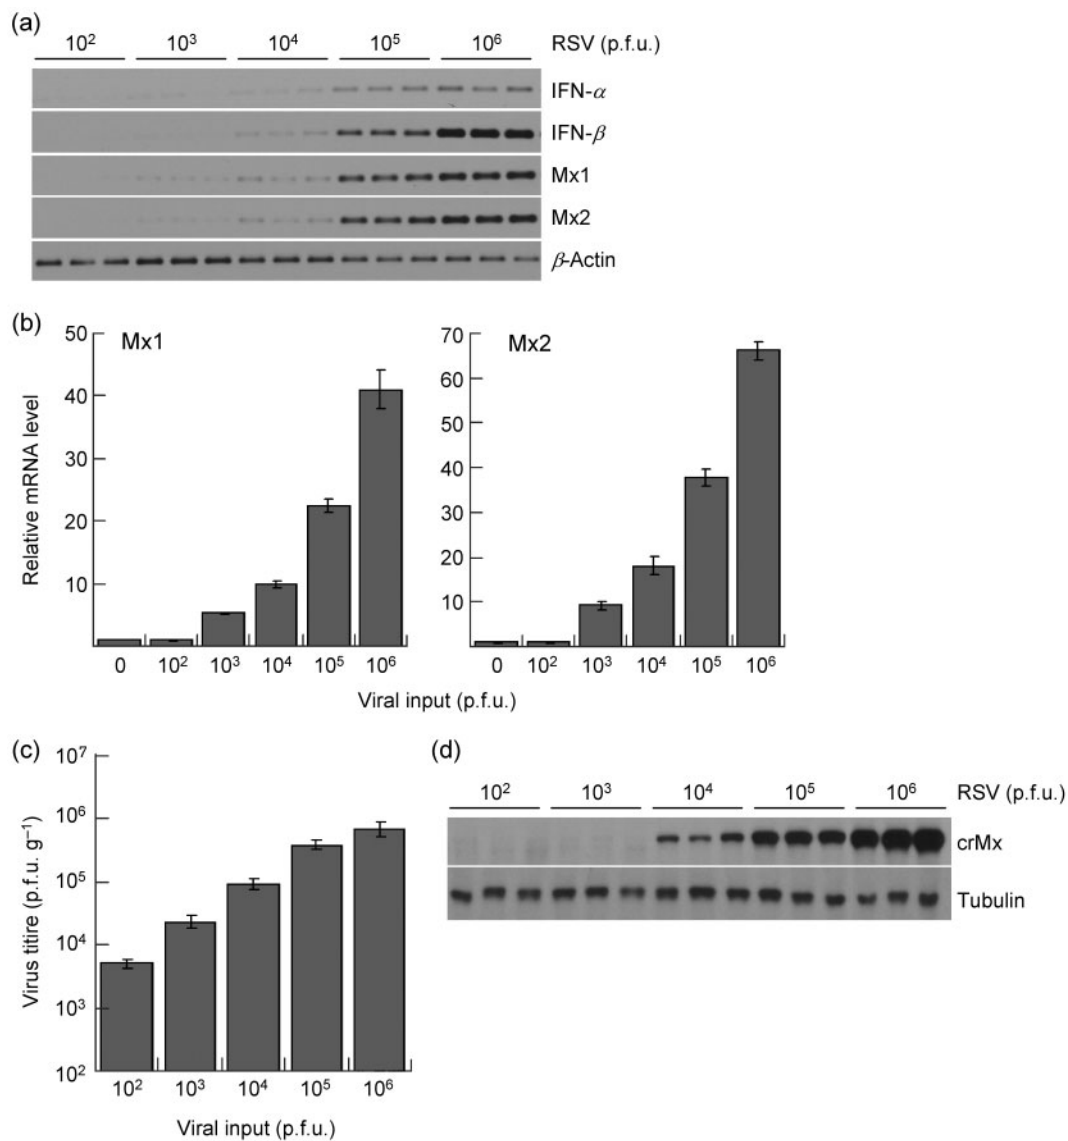 (a)
10² 10³ 10⁴ 10⁵ 10⁶ RSV (p.f.u.)
IFN-α
IFN-β
Mx1
Mx2
β-Actin
(b)
Mx1
Relative mRNA level
50
40
30
20
10
0 10² 10³ 10⁴ 10⁵ 10⁶
Mx2
70
60
50
40
30
20
10
0 10² 10³ 10⁴ 10⁵ 10⁶
Viral input (p.f.u.)
(c)
Virus titire (p.f.u. g⁻¹)
10⁷
10⁶
10⁵
10⁴
10³
10²
10² 10³ 10⁴ 10⁵ 10⁶
Viral input (p.f.u.)
(d)
10² 10³ 10⁴ 10⁵ 10⁶ RSV (p.f.u.)
crMx
Tubulin